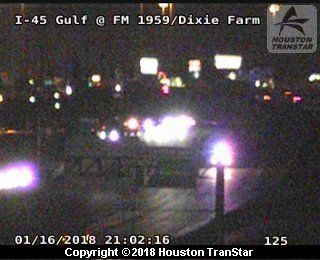 I-45 Gulf @ FM 1959/Dixie Farm
HOUSTON
TRANSTAR
01/16/2018 21:02:16 125
Copyright ©2018 Houston TranStar